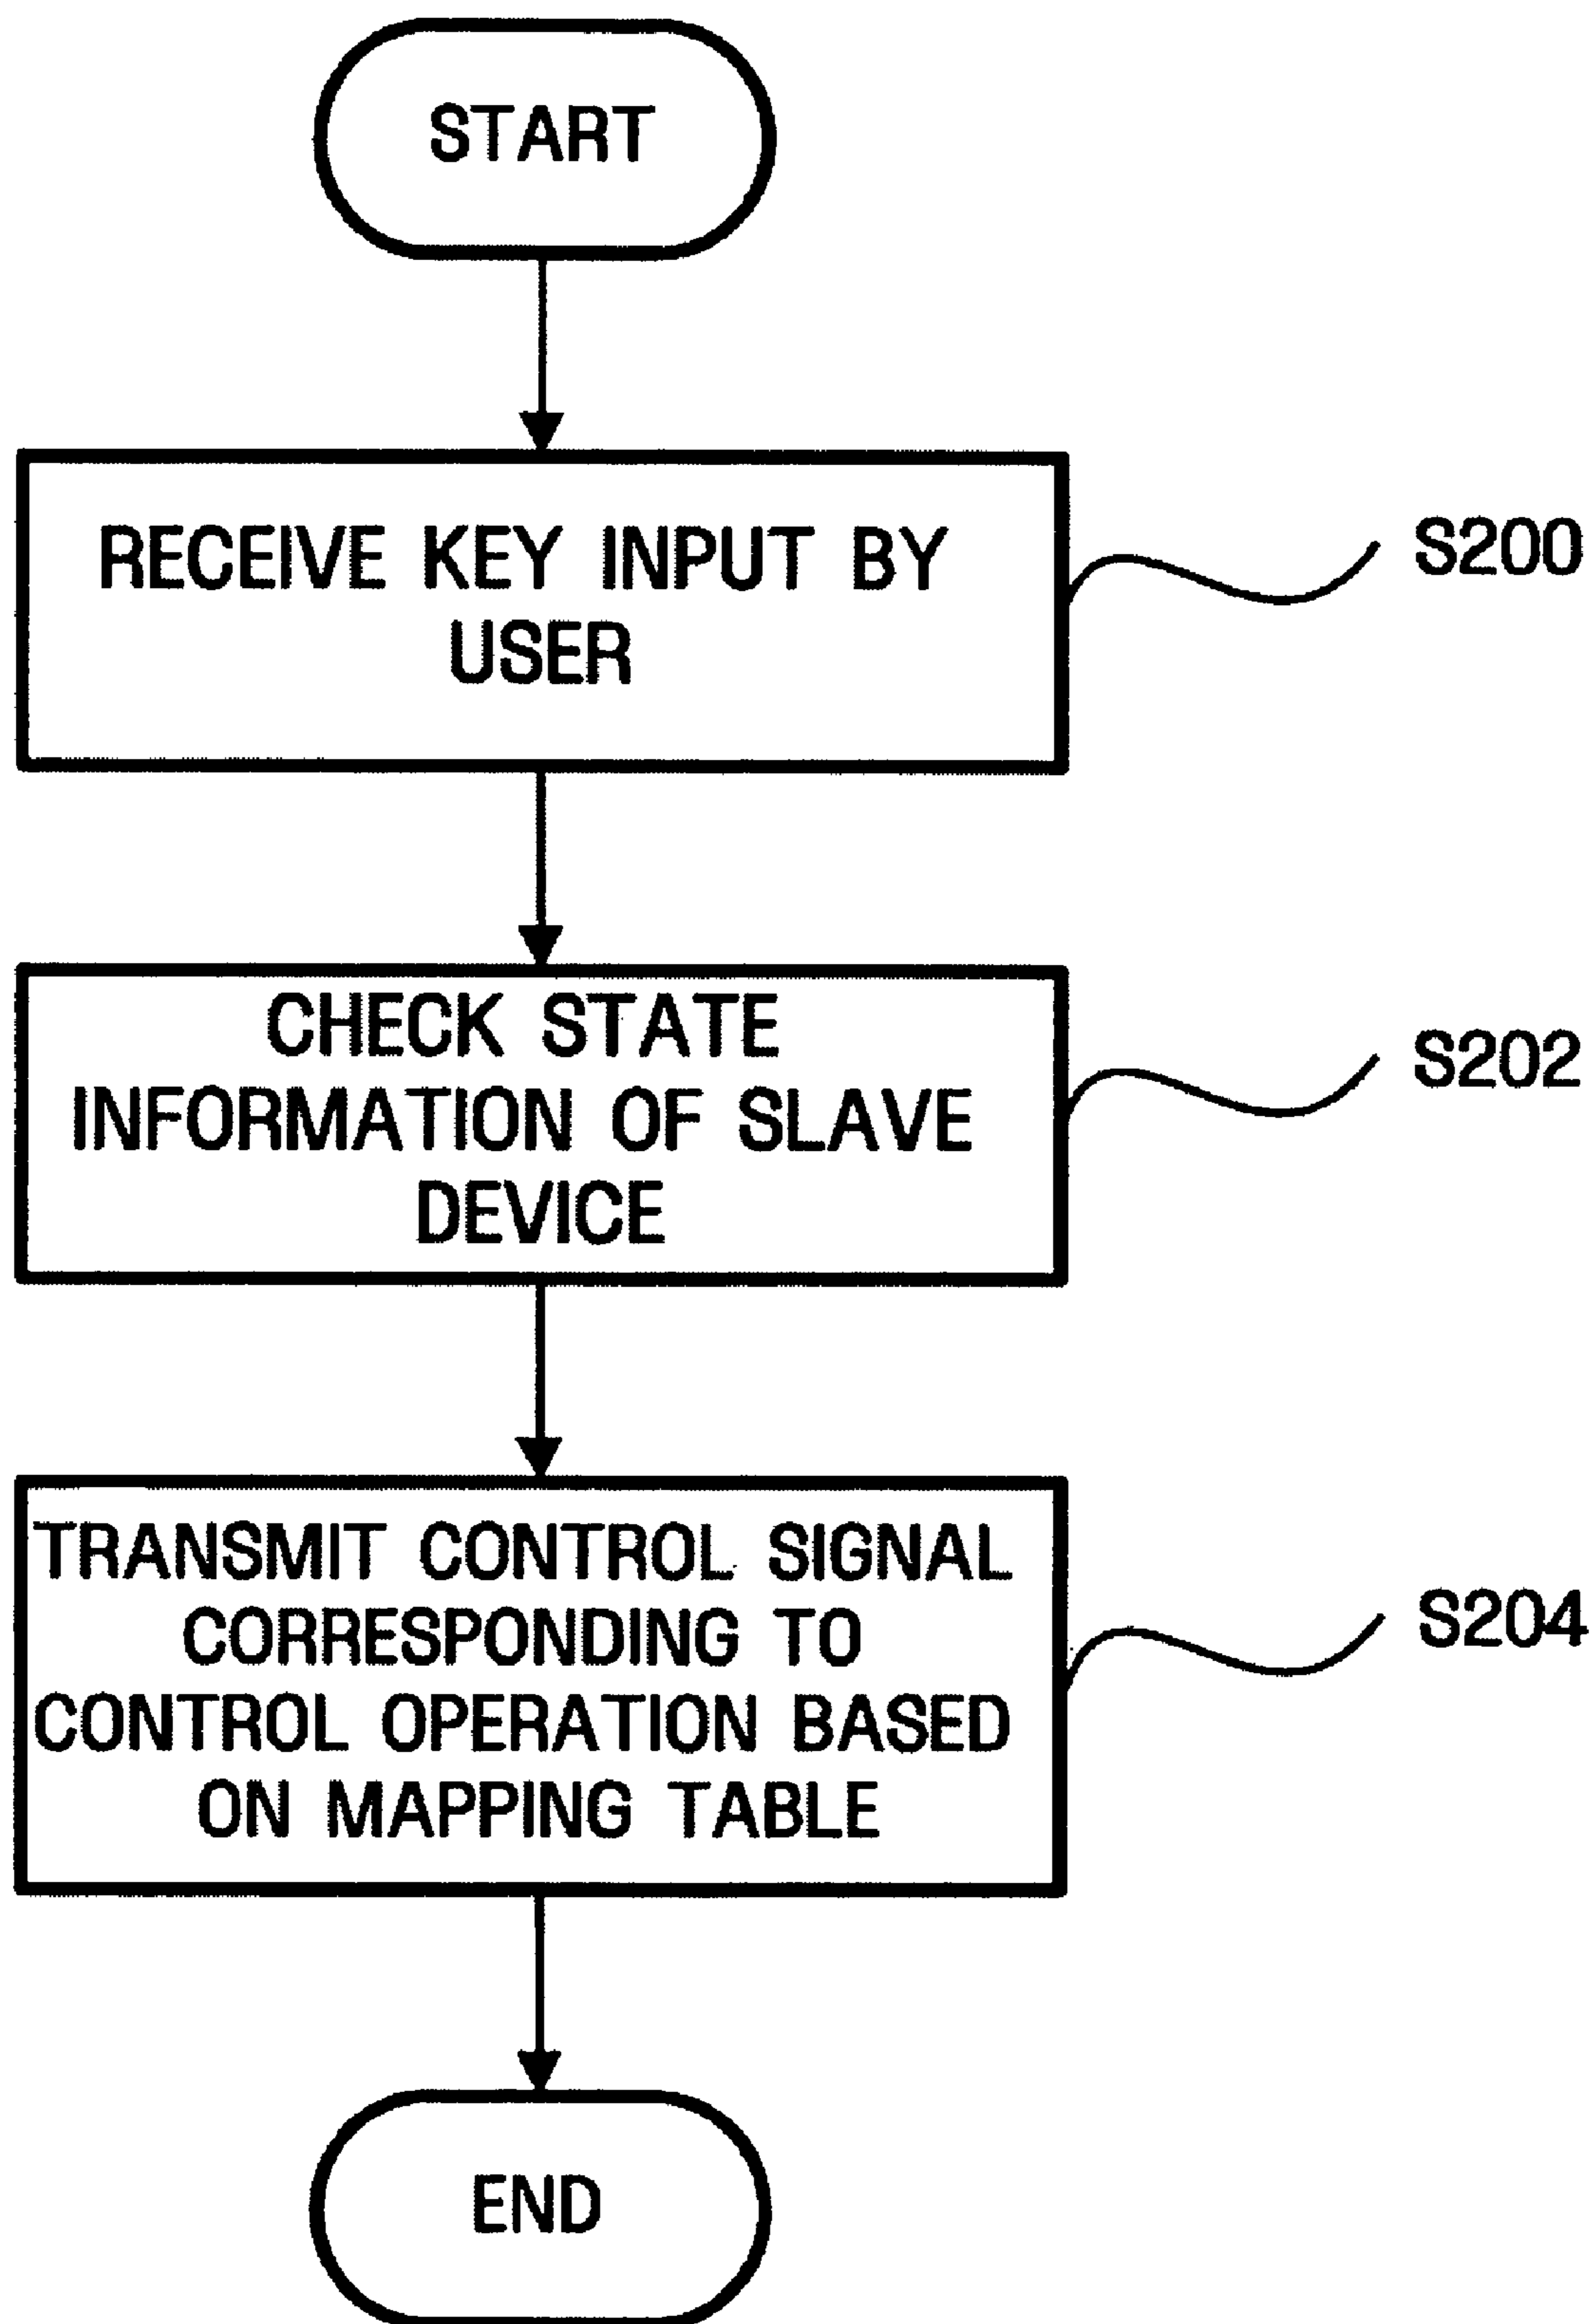 START
RECEIVE KEY INPUT BY
USER
S200
CHECK STATE
INFORMATION OF SLAVE
DEVICE
S202
TRANSMIT CONTROL SIGNAL
CORRESPONDING TO
CONTROL OPERATION BASED
ON MAPPING TABLE
S204
END